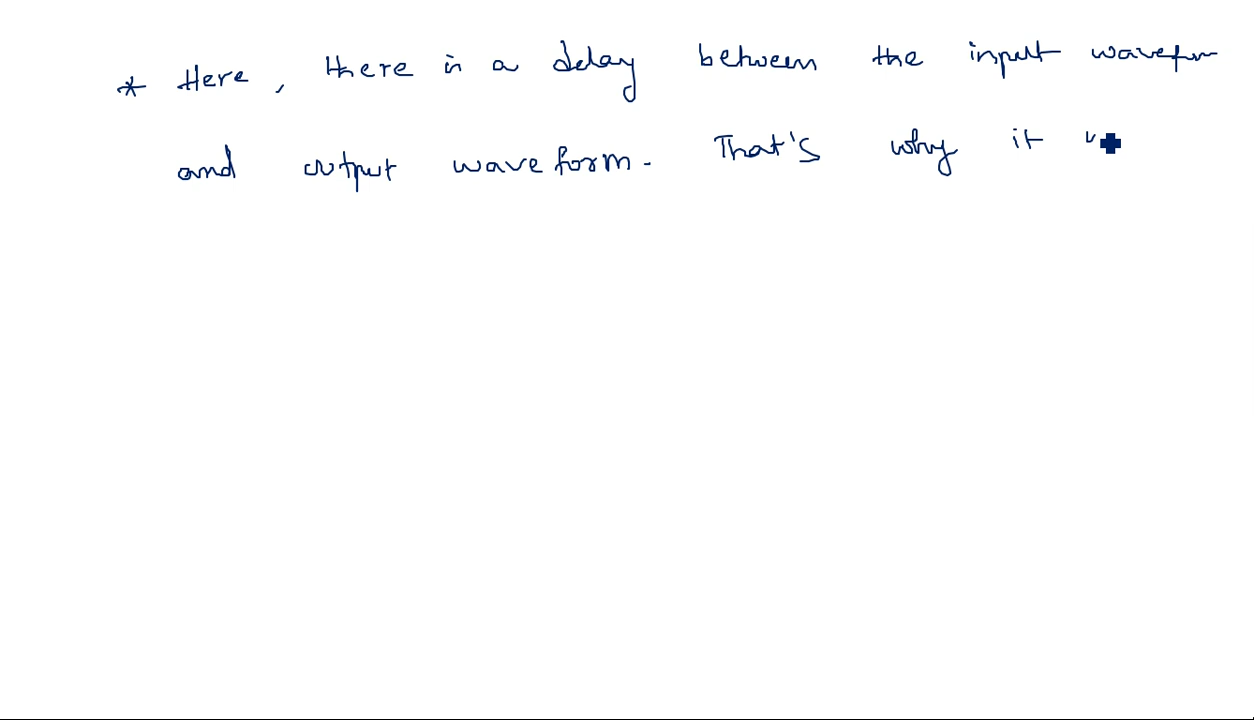 * Here, there is a delay between the input waveform
and output waveform. That's why it